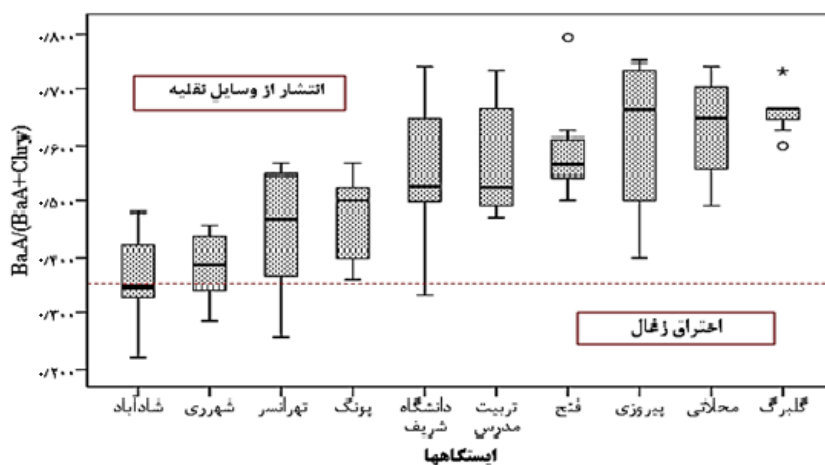 ۰/۸۰۰
۰/۷۰۰
۰/۶۰۰
۰/۵۰۰
۰/۴۰۰
۰/۳۰۰
۰/۲۰۰
BaA/(BaA+Chry)
انتشار از وسایل نقلیه
احتراق زغال
شادآباد
شهرری
تهرانسر
پونک
دانشگاه
شریف
تربیت
مدرس
فتح
پیروزی
محلاتی
گلبرگ
ایستگاهها